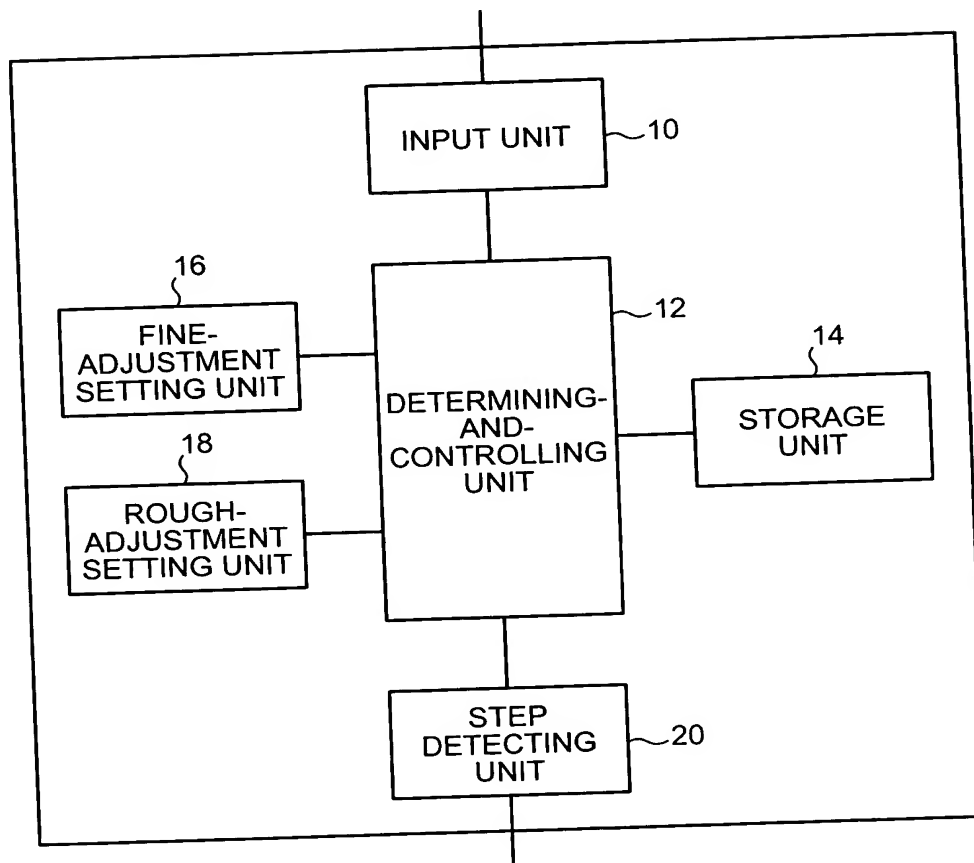 INPUT UNIT
10
16
FINE-
ADJUSTMENT
SETTING UNIT
12
14
DETERMINING-
AND-
CONTROLLING
UNIT
STORAGE
UNIT
18
ROUGH-
ADJUSTMENT
SETTING UNIT
STEP
DETECTING
UNIT
20